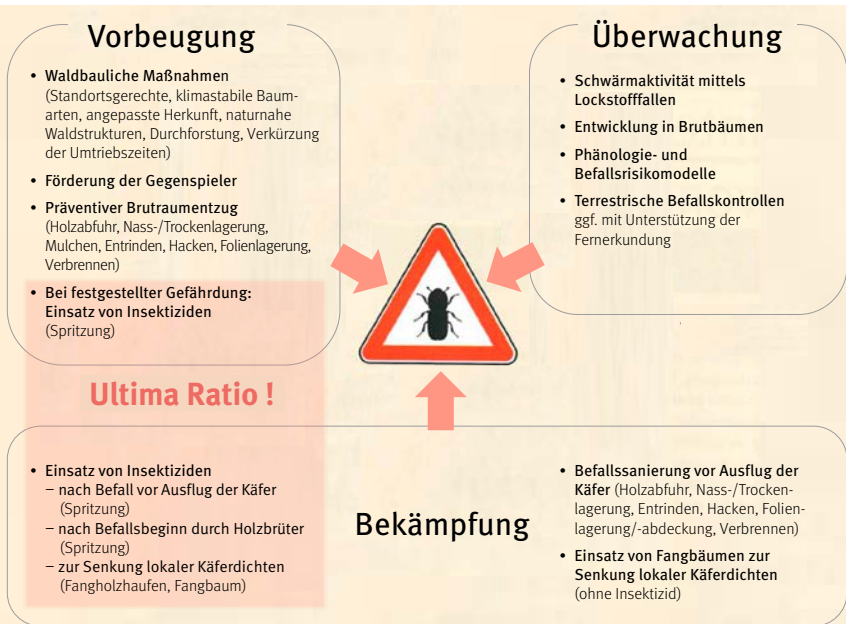 Vorbeugung
• Waldbauliche Maßnahmen
(Standortsgerechte, klimastabile Baum-
arten, angepasste Herkunft, naturnahe
Waldstrukturen, Durchforstung, Verkürzung
der Umtriebszeiten)
• Förderung der Gegenspieler
• Präventiver Brutraumentzug
(Holzabfuhr, Nass-/Trockenlagerung,
Mulchen, Entrinden, Hacken, Folienlagerung,
Verbrennen)
• Bei festgestellter Gefährdung:
Einsatz von Insektiziden
(Spritzung)
Überwachung
• Schwärmaktivität mittels
Lockstofffallen
• Entwicklung in Brutbäumen
• Phänologie- und
Befallsrisikomodelle
• Terrestrische Befallskontrollen
ggf. mit Unterstützung der
Fernerkundung
Ultima Ratio !
• Einsatz von Insektiziden
– nach Befall vor Ausflug der Käfer
(Spritzung)
– nach Befallsbeginn durch Holzbrüter
(Spritzung)
– zur Senkung lokaler Käferdichten
(Fangholzhaufen, Fangbaum)
Bekämpfung
• Befallssanierung vor Ausflug der
Käfer (Holzabfuhr, Nass-/Trocken-
lagerung, Entrinden, Hacken, Folien-
lagerung/-abdeckung, Verbrennen)
• Einsatz von Fangbäumen zur
Senkung lokaler Käferdichten
(ohne Insektizid)